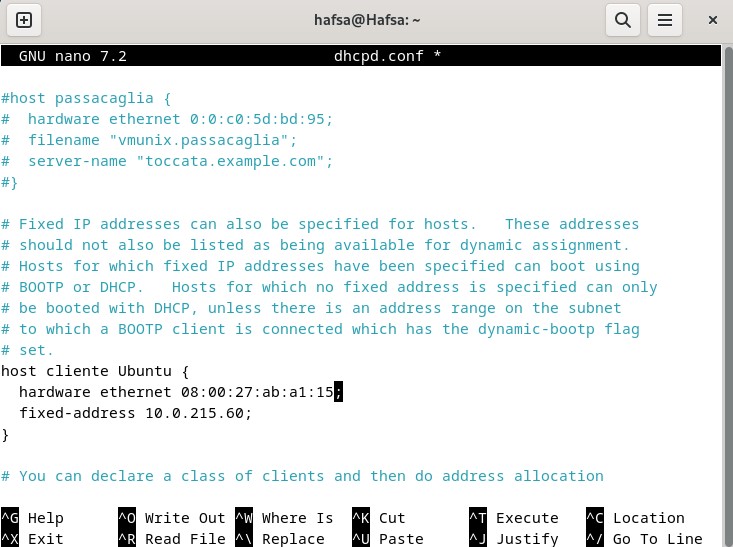 hafsa@Hafsa: ~
GNU nano 7.2 dhcpd.conf *
#host passacaglia {
#  hardware ethernet 0:0:c0:5d:bd:95;
#  filename "vmunix.passacaglia";
#  server-name "toccata.example.com";
#}
# Fixed IP addresses can also be specified for hosts.   These addresses
# should not also be listed as being available for dynamic assignment.
# Hosts for which fixed IP addresses have been specified can boot using
# BOOTP or DHCP.   Hosts for which no fixed address is specified can only
# be booted with DHCP, unless there is an address range on the subnet
# to which a BOOTP client is connected which has the dynamic-bootp flag
# set.
host cliente Ubuntu {
  hardware ethernet 08:00:27:ab:a1:15;
  fixed-address 10.0.215.60;
}
# You can declare a class of clients and then do address allocation
^G Help ^O Write Out ^W Where Is ^K Cut ^T Execute ^C Location
^X Exit ^R Read File ^\ Replace ^U Paste ^J Justify ^/ Go To Line